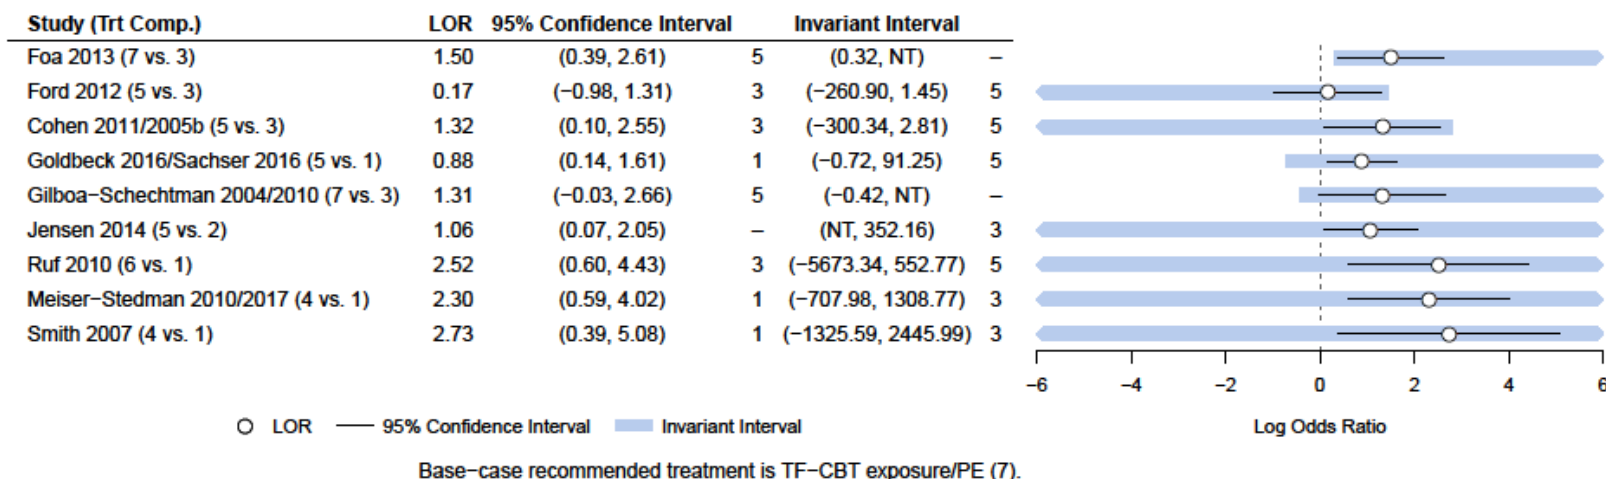 Study (Trt Comp.) LOR 95% Confidence Interval Invariant Interval
Foa 2013 (7 vs. 3) 1.50 (0.39, 2.61) 5 (0.32, NT) –
Ford 2012 (5 vs. 3) 0.17 (−0.98, 1.31) 3 (−260.90, 1.45) 5
Cohen 2011/2005b (5 vs. 3) 1.32 (0.10, 2.55) 3 (−300.34, 2.81) 5
Goldbeck 2016/Sachser 2016 (5 vs. 1) 0.88 (0.14, 1.61) 1 (−0.72, 91.25) 5
Gilboa−Schechtman 2004/2010 (7 vs. 3) 1.31 (−0.03, 2.66) 5 (−0.42, NT) –
Jensen 2014 (5 vs. 2) 1.06 (0.07, 2.05) – (NT, 352.16) 3
Ruf 2010 (6 vs. 1) 2.52 (0.60, 4.43) 3 (−5673.34, 552.77) 5
Meiser−Stedman 2010/2017 (4 vs. 1) 2.30 (0.59, 4.02) 1 (−707.98, 1308.77) 3
Smith 2007 (4 vs. 1) 2.73 (0.39, 5.08) 1 (−1325.59, 2445.99) 3
−6 −4 −2 0 2 4 6
LOR 95% Confidence Interval Invariant Interval Log Odds Ratio
Base−case recommended treatment is TF−CBT exposure/PE (7).